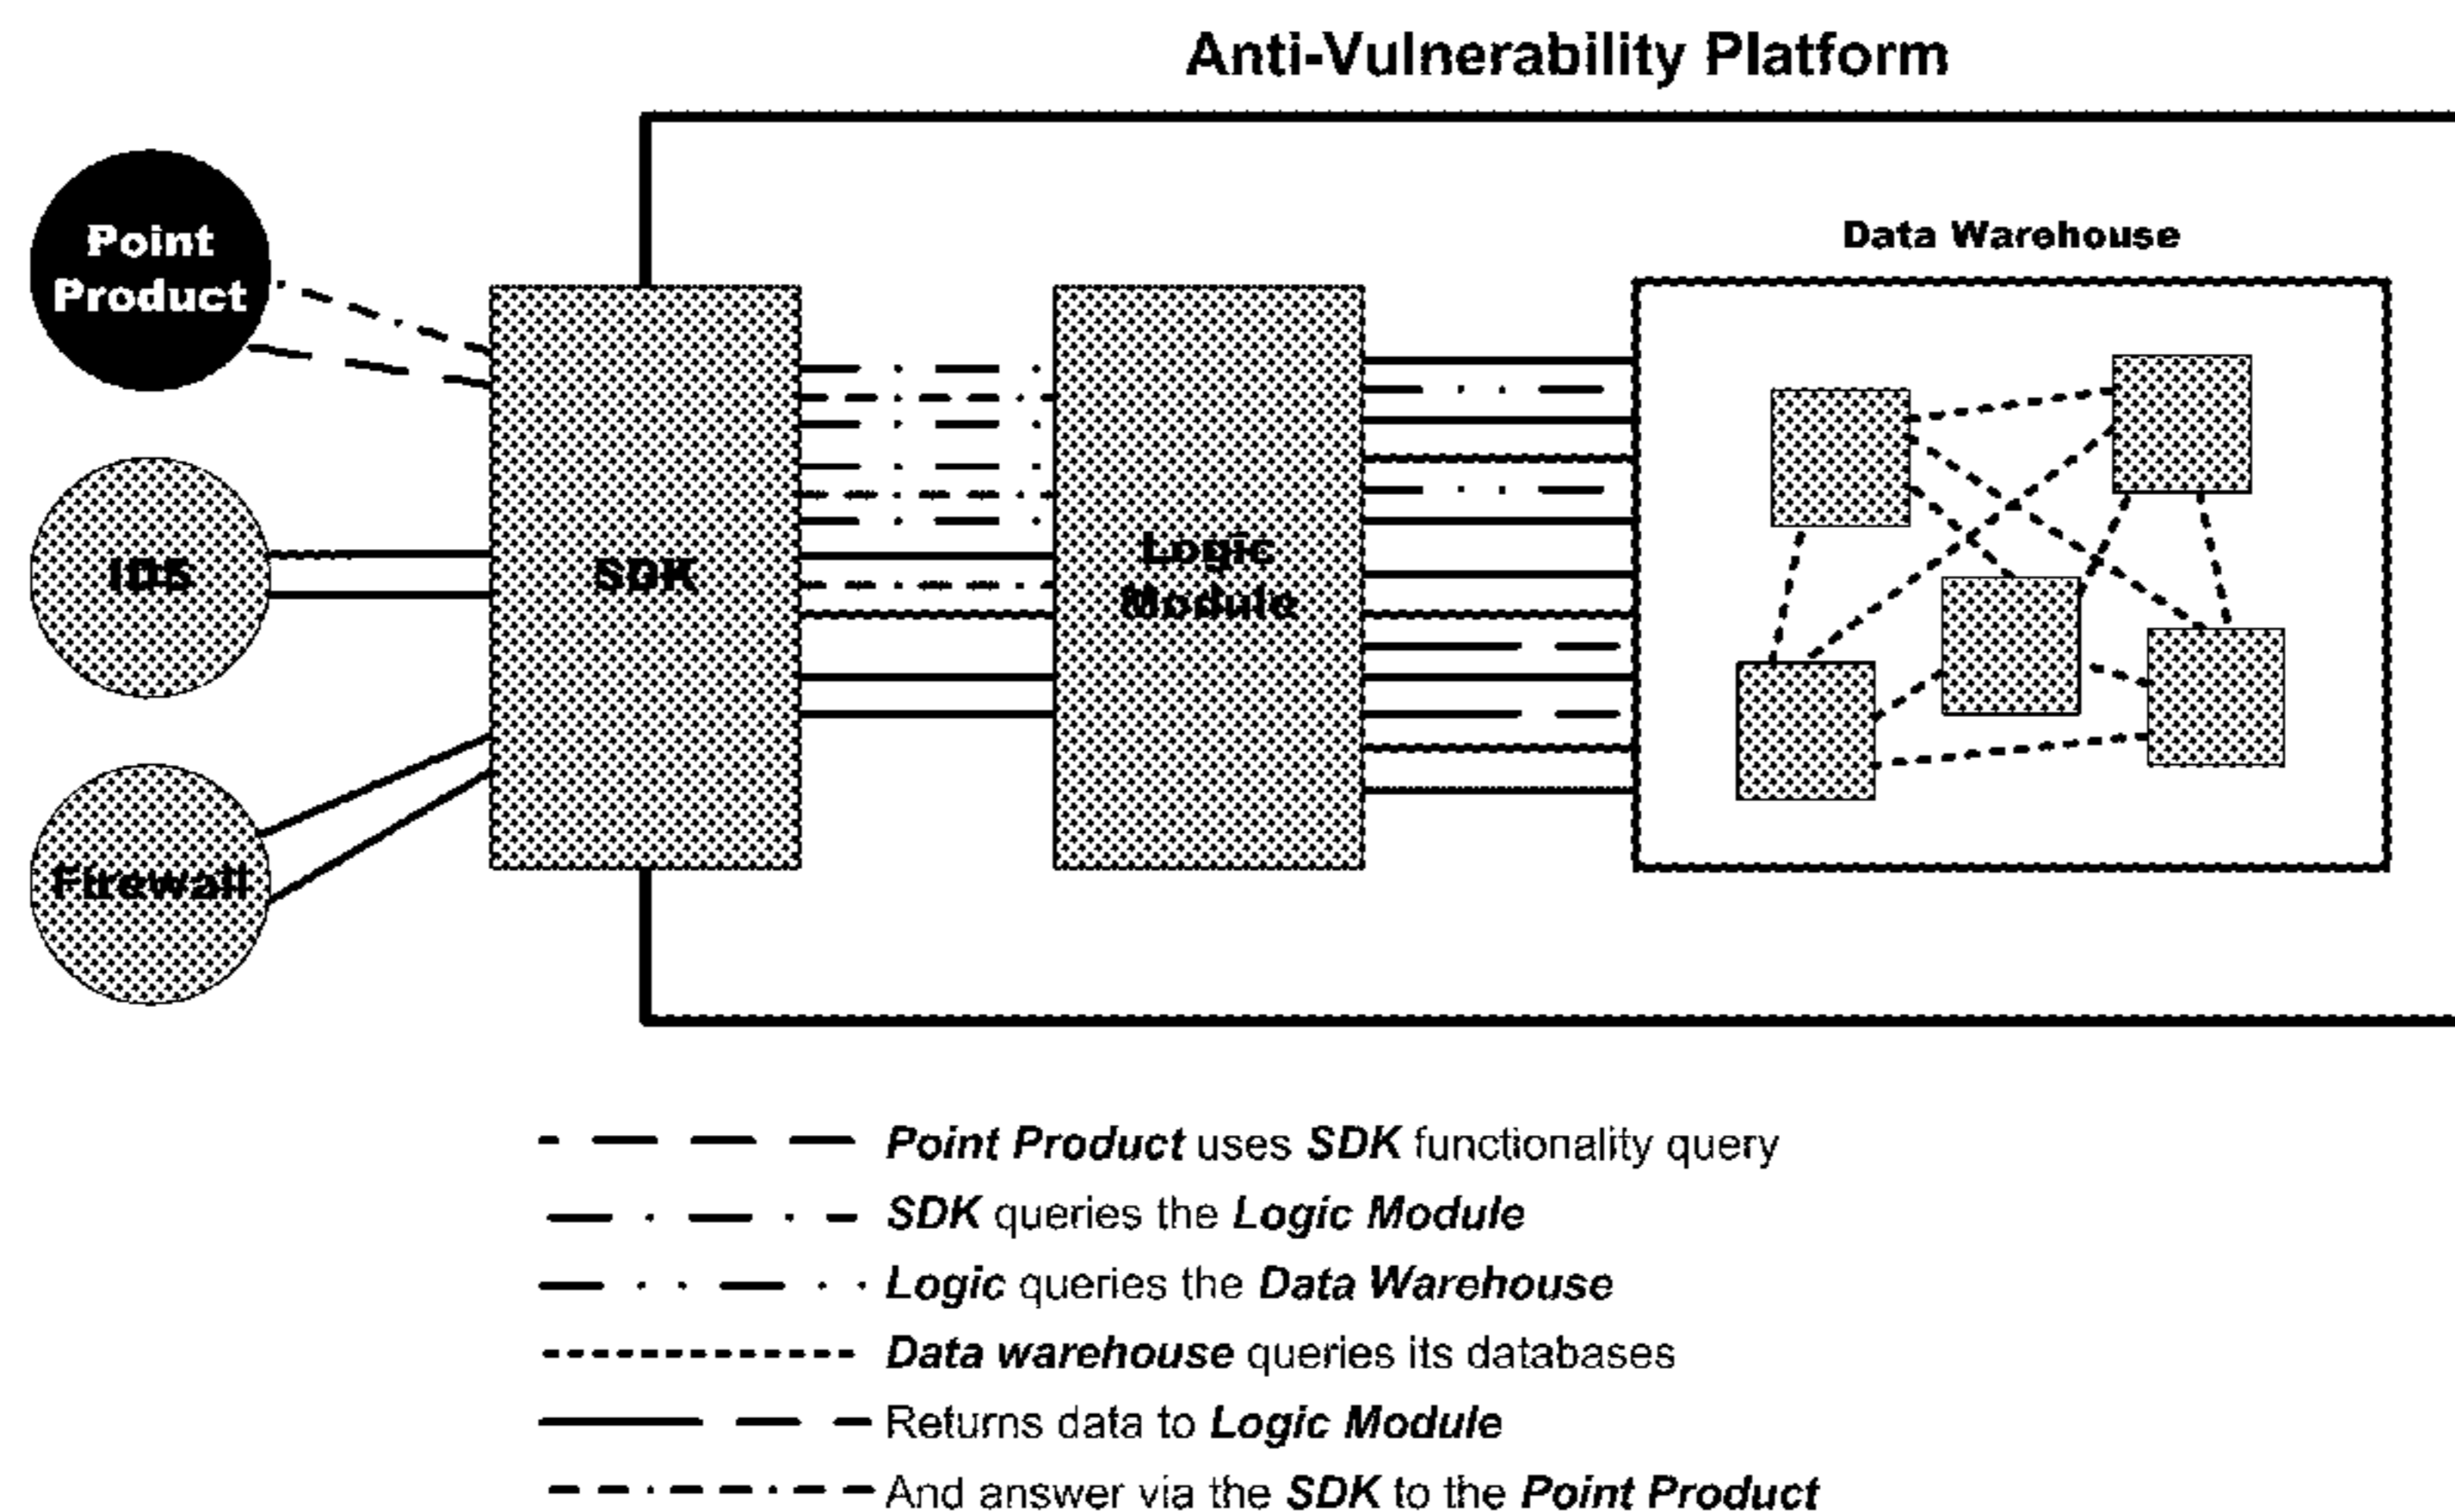 Anti-Vulnerability Platform
Point
Product
Data Warehouse
IDS
SDK
Logic
Module
Firewall
Point Product uses SDK functionality query
SDK queries the Logic Module
Logic queries the Data Warehouse
Data warehouse queries its databases
Returns data to Logic Module
And answer via the SDK to the Point Product